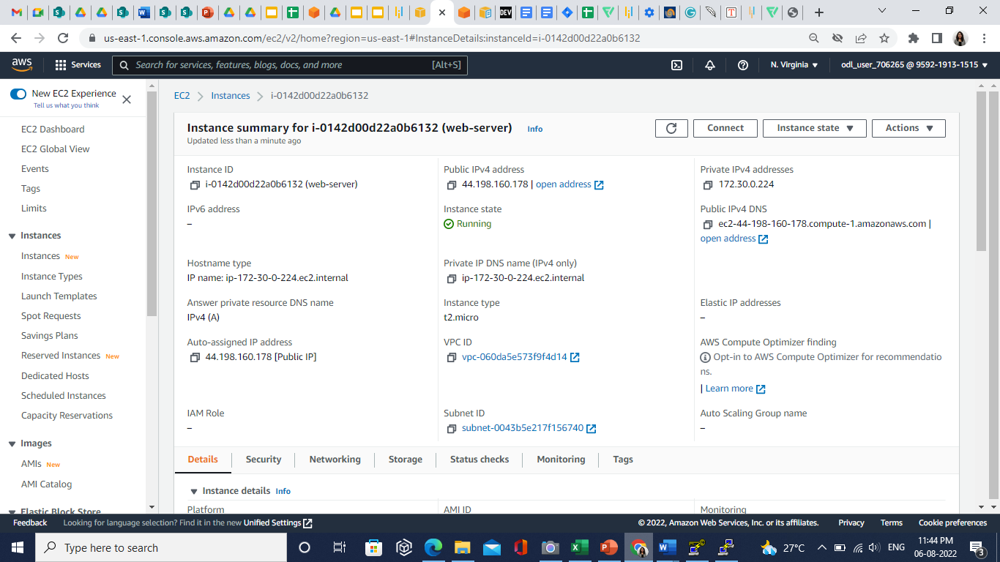 us-east-1.console.aws.amazon.com/ec2/v2/home?region=us-east-1#InstanceDetails:instanceId=i-0142d00d22a0b6132
aws
Services
Search for services, features, blogs, docs, and more
[Alt+S]
N. Virginia
odl_user_706265 @ 9592-1913-1515
New EC2 Experience
Tell us what you think
EC2 Dashboard
EC2 Global View
Events
Tags
Limits
Instances
Instances New
Instance Types
Launch Templates
Spot Requests
Savings Plans
Reserved Instances New
Dedicated Hosts
Scheduled Instances
Capacity Reservations
Images
AMIs New
AMI Catalog
Elastic Block Store
EC2
Instances
i-0142d00d22a0b6132
Instance summary for i-0142d00d22a0b6132 (web-server) Info
Updated less than a minute ago
Connect
Instance state
Actions
Instance ID
i-0142d00d22a0b6132 (web-server)
Public IPv4 address
44.198.160.178 | open address
Private IPv4 addresses
172.30.0.224
IPv6 address
–
Instance state
Running
Public IPv4 DNS
ec2-44-198-160-178.compute-1.amazonaws.com |
open address
Hostname type
IP name: ip-172-30-0-224.ec2.internal
Private IP DNS name (IPv4 only)
ip-172-30-0-224.ec2.internal
Answer private resource DNS name
IPv4 (A)
Instance type
t2.micro
Elastic IP addresses
–
Auto-assigned IP address
44.198.160.178 [Public IP]
VPC ID
vpc-060da5e573f9f4d14
AWS Compute Optimizer finding
Opt-in to AWS Compute Optimizer for recommendatio
ns.
| Learn more
IAM Role
–
Subnet ID
subnet-0043b5e217f156740
Auto Scaling Group name
–
Details
Security
Networking
Storage
Status checks
Monitoring
Tags
Instance details Info
Platform
AMI ID
Monitoring
Feedback
Looking for language selection? Find it in the new Unified Settings
© 2022, Amazon Web Services, Inc. or its affiliates.
Privacy
Terms
Cookie preferences
Type here to search
27°C
ENG
11:44 PM
06-08-2022
3